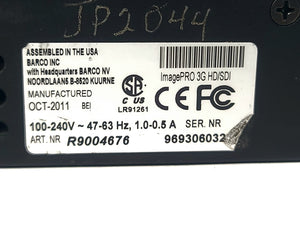 JP2044
ASSEMBLED IN THE USA
BARCO INC
with Headquarters BARCO NV
NOORDLAAN5 B-8520 KUURNE
imagePRO 3G HD/SDI
MANUFACTURED
OCT-2011 BEI
C US
LR91261
FC CE
100-240V ~ 47-63 Hz, 1.0-0.5 A SER. NR
ART. NR. R9004676 969306032